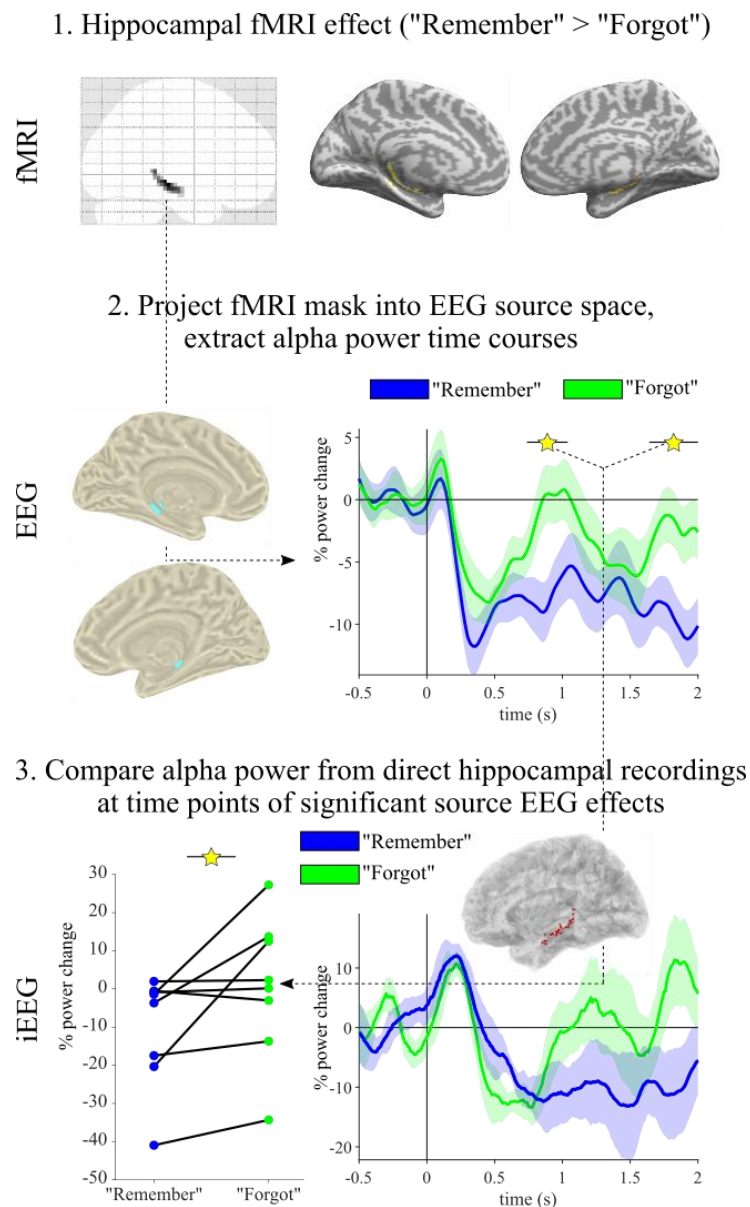 1. Hippocampal fMRI effect ("Remember" > "Forgot")
fMRI
2. Project fMRI mask into EEG source space,
extract alpha power time courses
EEG
"Remember"
"Forgot"
% power change
5
0
-5
-10
-0.5
0
0.5
1
1.5
2
time (s)
3. Compare alpha power from direct hippocampal recordings
at time points of significant source EEG effects
iEEG
"Remember"
"Forgot"
% power change
30
20
10
0
-10
-20
-30
-40
-50
"Remember"
"Forgot"
% power change
10
0
-10
-20
-0.5
0
0.5
1
1.5
2
time (s)